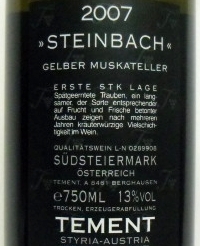 2007
»STEINBACH«
GELBER MUSKATELLER
ERSTE STK LAGE
Spätgeerntete Trauben, ein lang-
samer, der Sorte entsprechender
auf Frucht und Frische betonter
Ausbau zeigen nach mehreren
Jahren kräuterwürzige Vielschich-
tigkeit im Wein.
QUALITÄTSWEIN L-N 0289908
SÜDSTEIERMARK
ÖSTERREICH
TEMENT, A 8461 BERGHAUSEN
e750ML 13%VOL
TROCKEN, ERZEUGERABFÜLLUNG
TEMENT
STYRIA-AUSTRIA